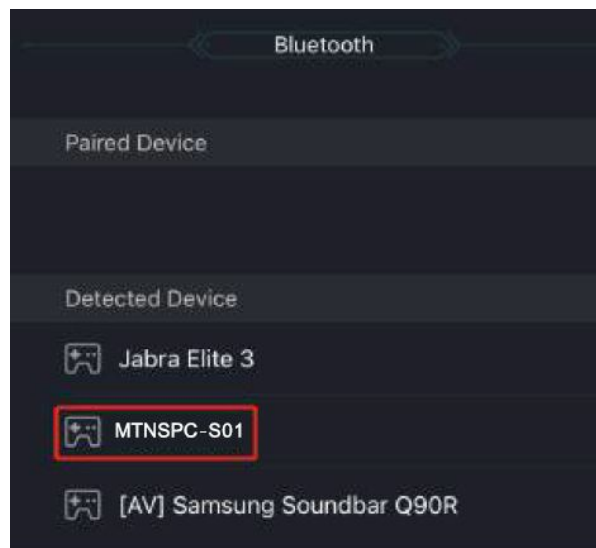 Bluetooth
Paired Device
Detected Device
Jabra Elite 3
MTNSPC-S01
[AV] Samsung Soundbar Q90R